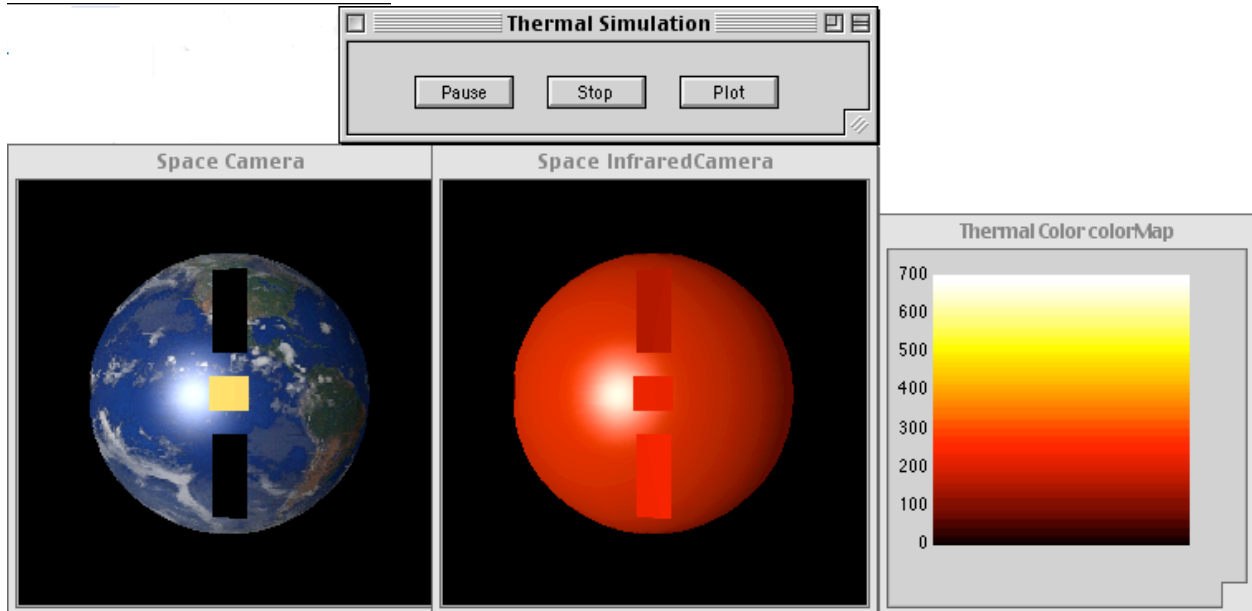 Thermal Simulation
Pause Stop Plot
Space Camera
Space InfraredCamera
Thermal Color colorMap
700
600
500
400
300
200
100
0